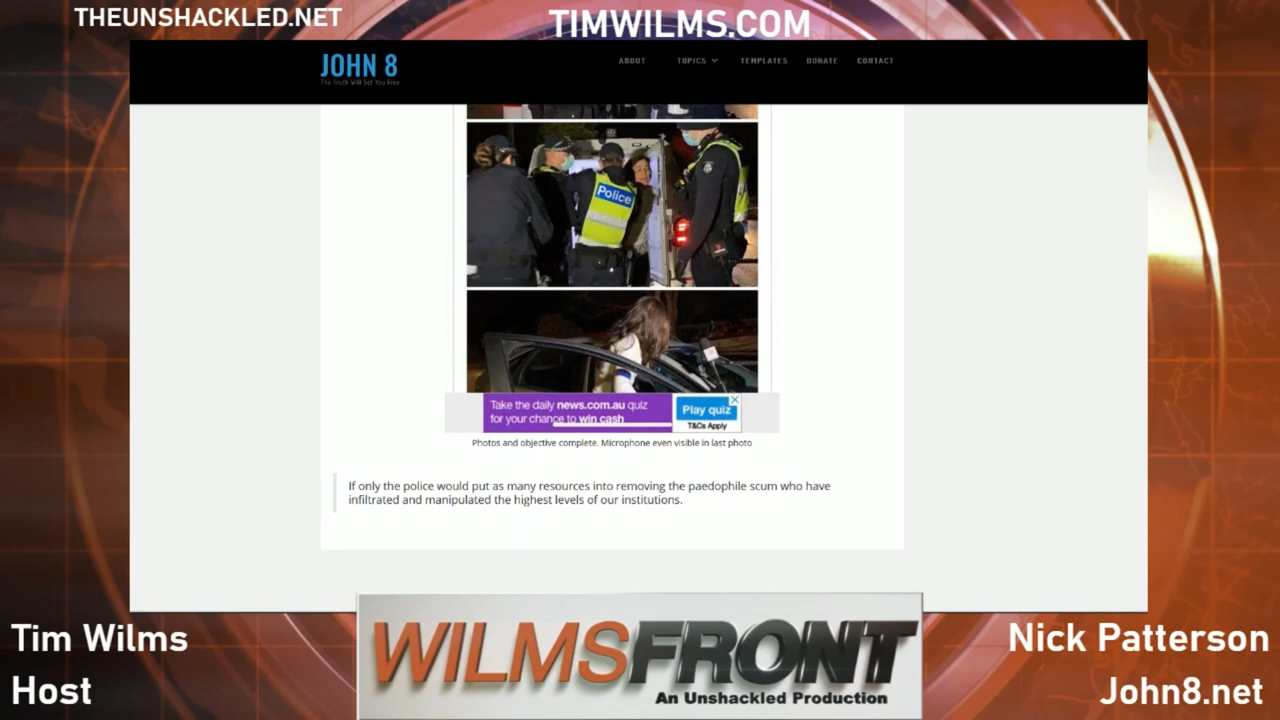 THEUNSHACKLED.NET
TIMWILMS.COM
JOHN 8
The Truth Will Set You Free
ABOUT
TOPICS
TEMPLATES
DONATE
CONTACT
Police
Take the daily news.com.au quiz
for your chance to win cash
Play quiz
T&Cs Apply
Photos and objective complete. Microphone even visible in last photo
If only the police would put as many resources into removing the paedophile scum who have
infiltrated and manipulated the highest levels of our institutions.
Tim Wilms
Host
WILMSFRONT
An Unshackled Production
Nick Patterson
John8.net